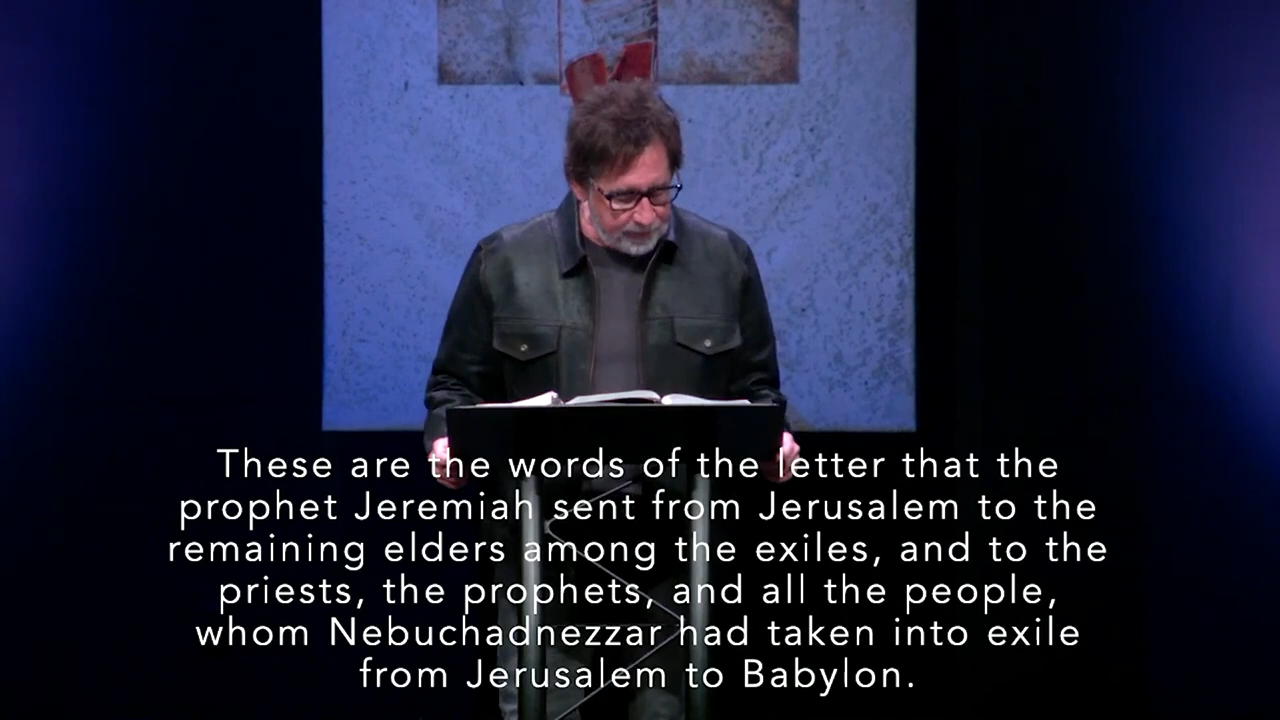 These are the words of the letter that the
prophet Jeremiah sent from Jerusalem to the
remaining elders among the exiles, and to the
priests, the prophets, and all the people,
whom Nebuchadnezzar had taken into exile
from Jerusalem to Babylon.